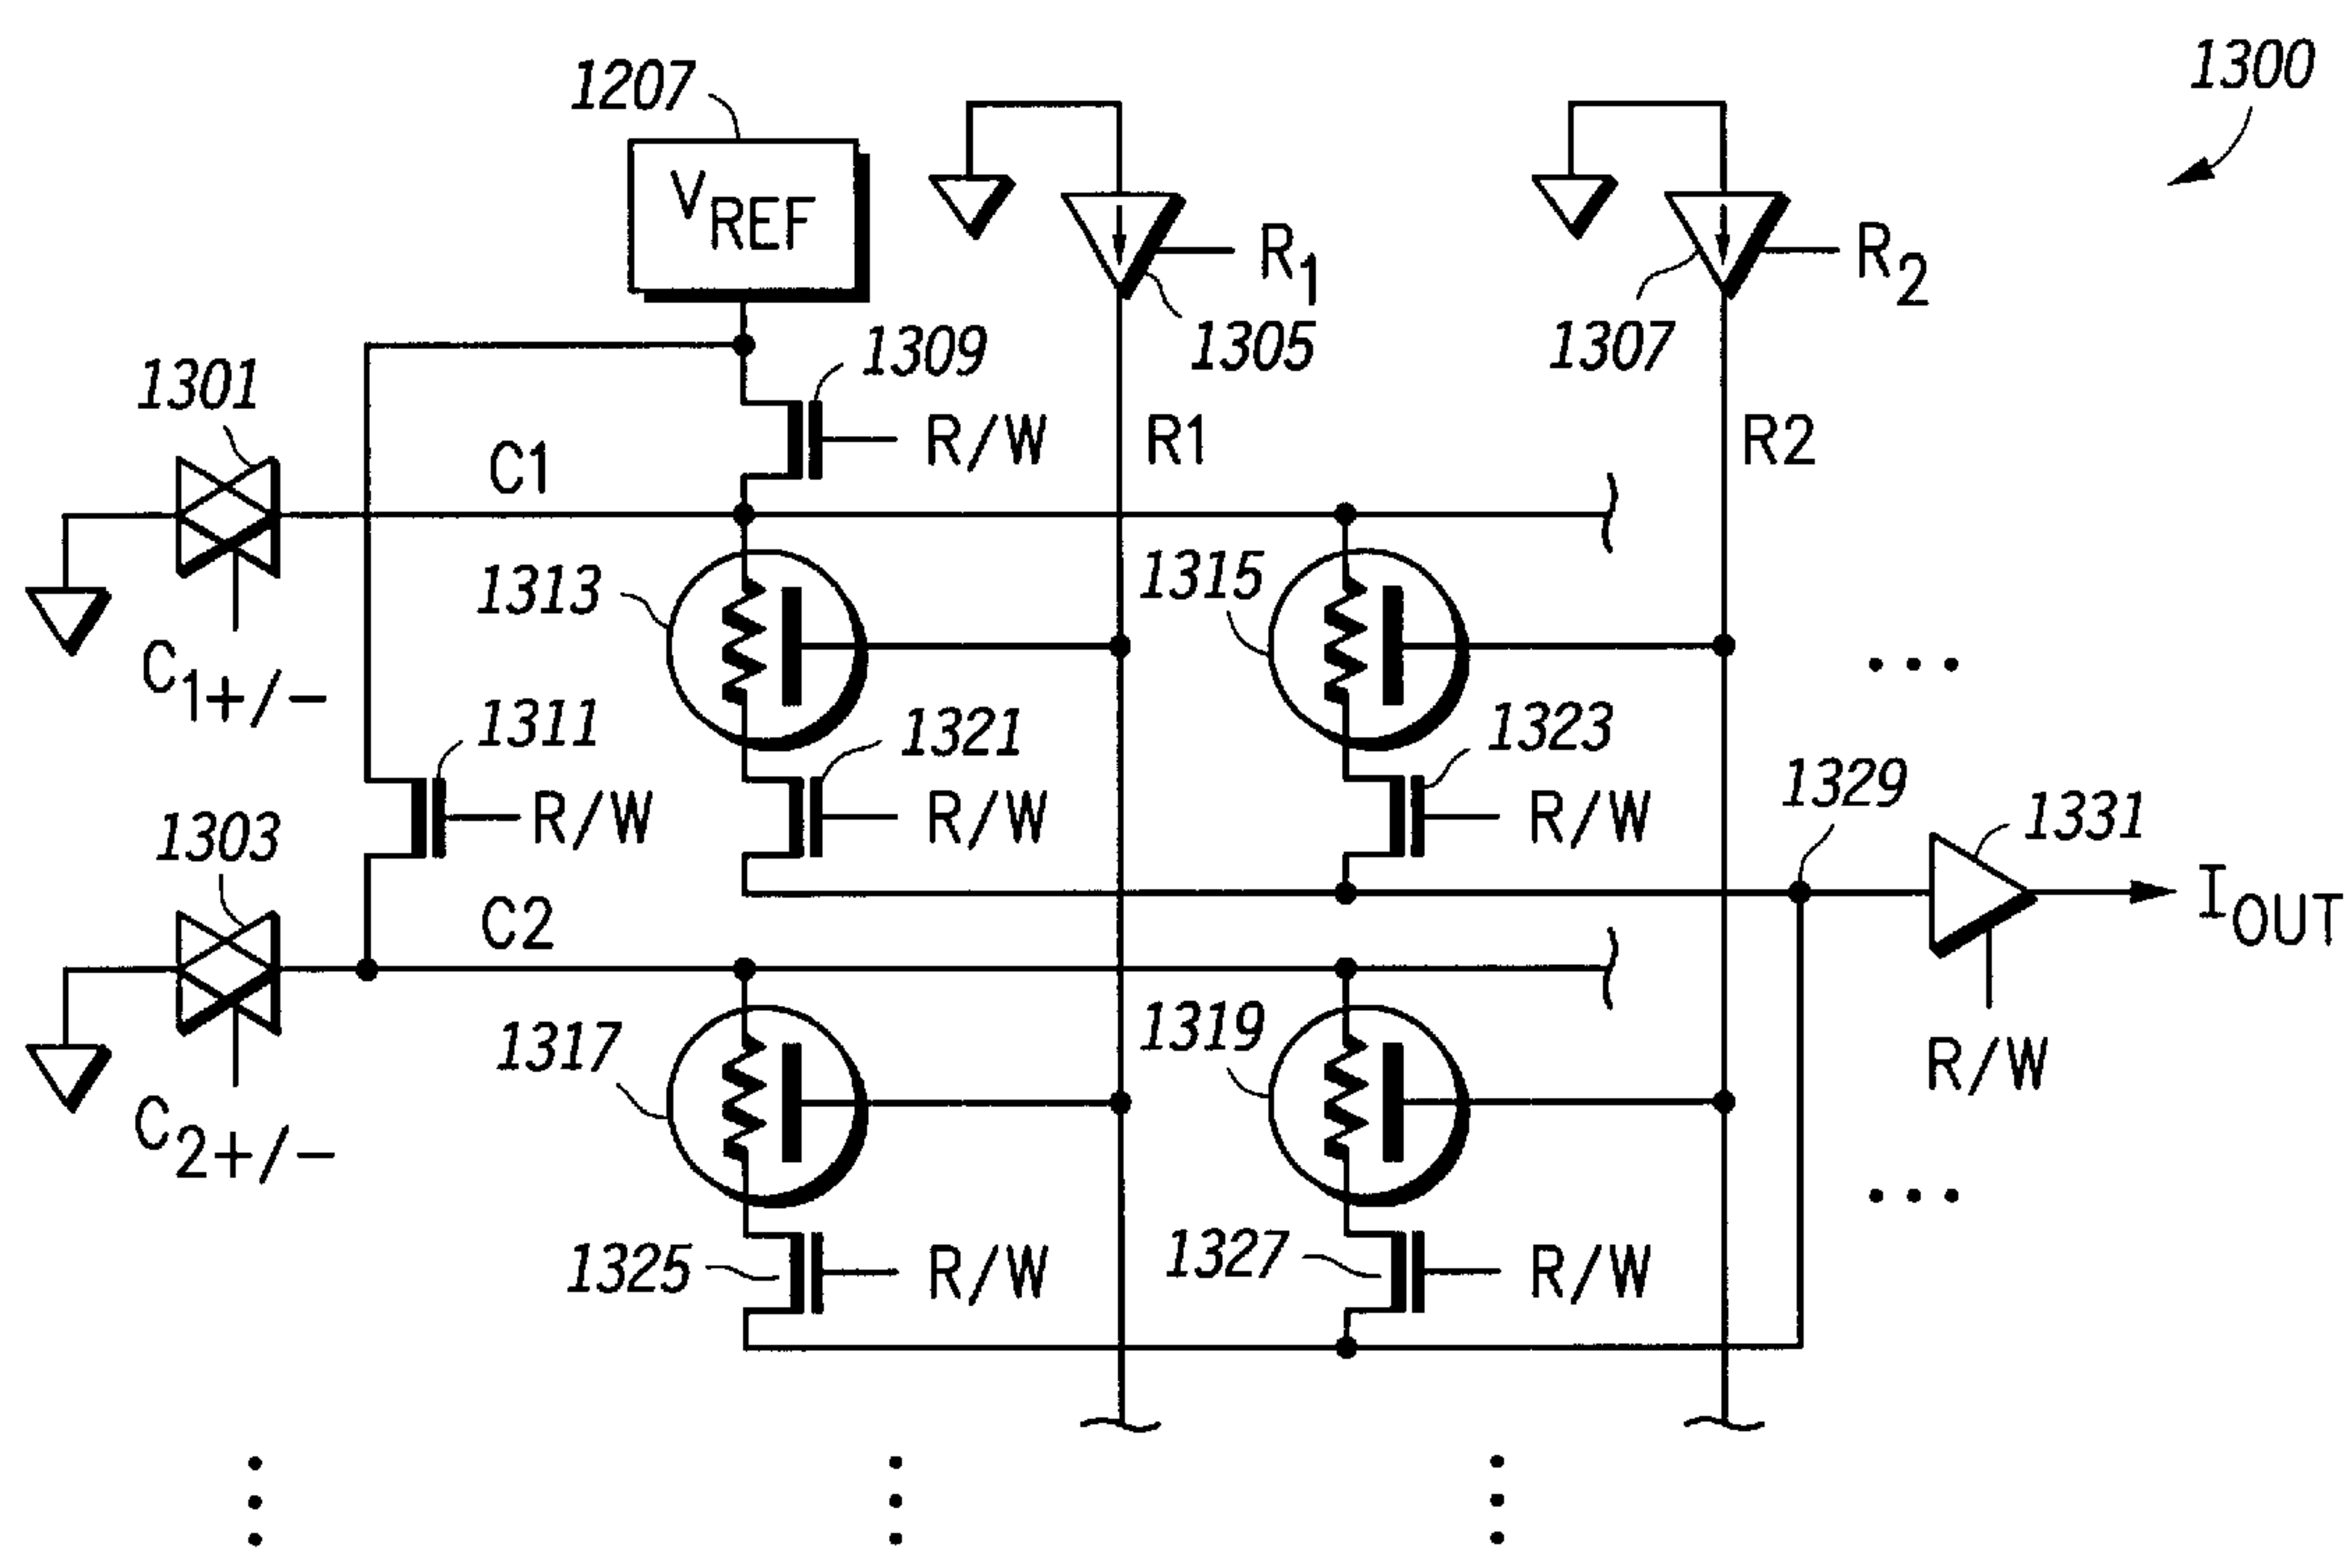 1300
1207
VREF
R1
R2
1309
1305
1307
1301
R/W
R1
R2
C1
1313
1315
C1+/-
1311
1321
1323
1329
1331
R/W
R/W
R/W
1303
IOUT
C2
1317
1319
R/W
C2+/-
1325
R/W
1327
R/W